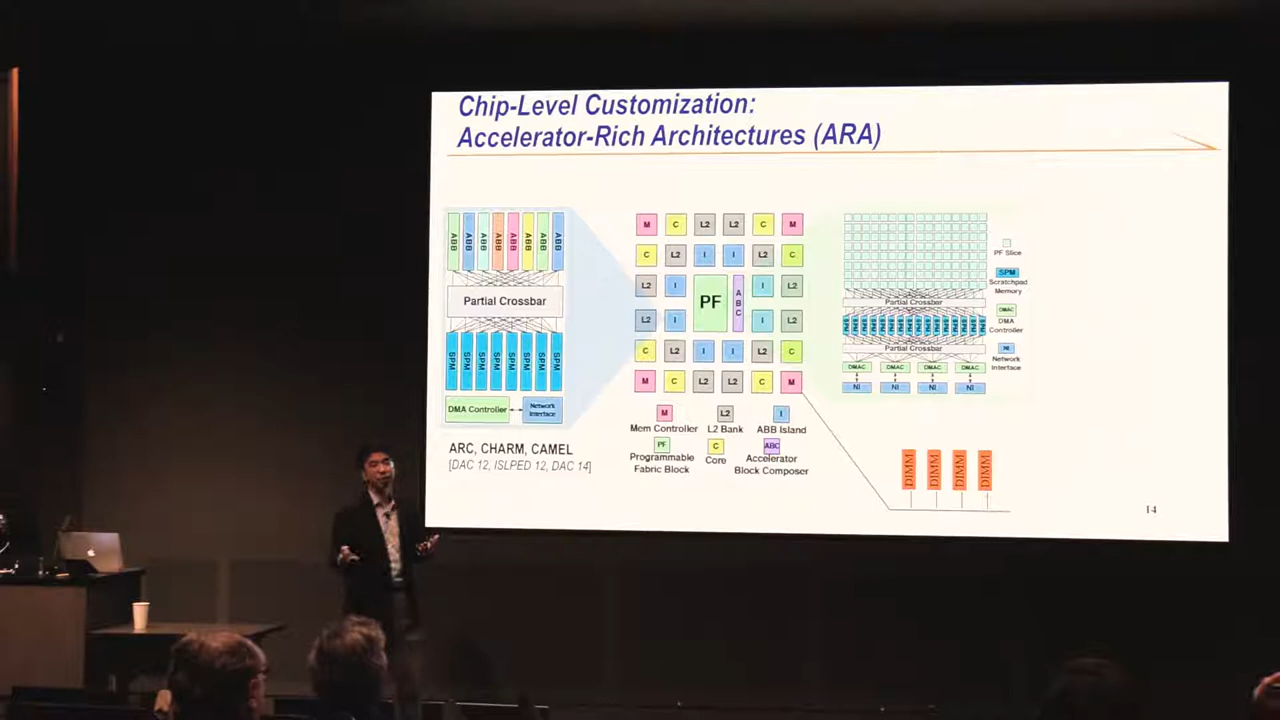 Chip-Level Customization:
Accelerator-Rich Architectures (ARA)
ABB ABB ABB ABB ABB ABB ABB ABB
Partial Crossbar
SPM SPM SPM SPM SPM SPM SPM SPM
DMA Controller
Network
Interface
ARC, CHARM, CAMEL
[DAC 12, ISLPED 12, DAC 14]
M C L2 L2 C M
C L2 I I L2 C
L2 I I L2
PF
ABC
L2 I I L2
C L2 I I L2 C
M C L2 L2 C M
M
Mem Controller
L2
L2 Bank
I
ABB Island
PF
Programmable
Fabric Block
C
Core
ABC
Accelerator
Block Composer
Partial Crossbar
Partial Crossbar
DMAC DMAC DMAC DMAC
NI NI NI NI
PF Slice
SPM
Scratchpad
Memory
DMAC
DMA
Controller
NI
Network
Interface
DIMM DIMM DIMM DIMM
14